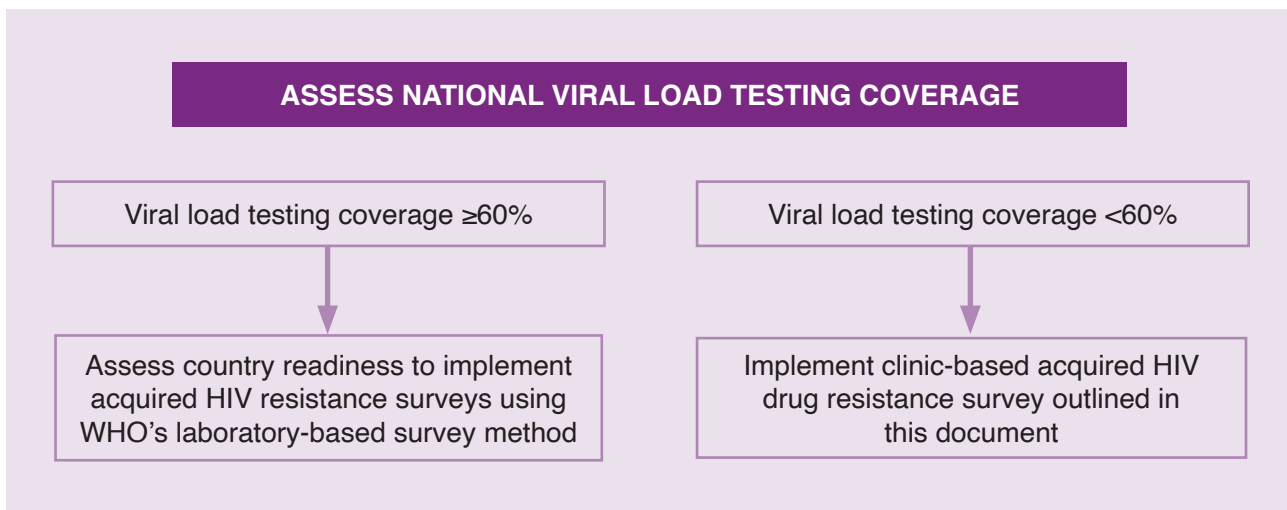 ASSESS NATIONAL VIRAL LOAD TESTING COVERAGE
Viral load testing coverage ≥60%
Assess country readiness to implement
acquired HIV resistance surveys using
WHO's laboratory-based survey method
Viral load testing coverage <60%
Implement clinic-based acquired HIV
drug resistance survey outlined in
this document